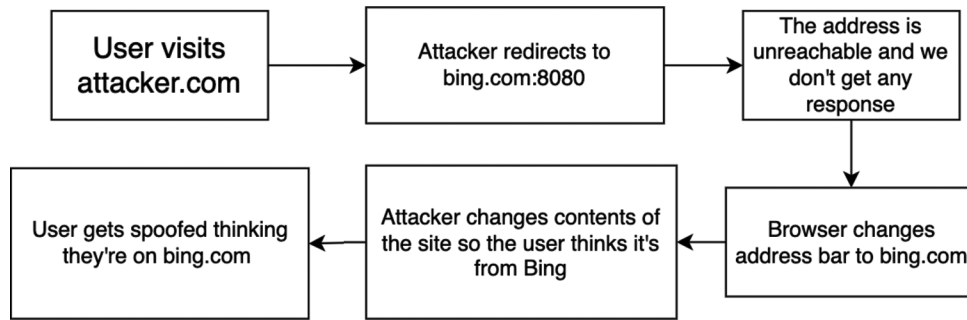 User visits
attacker.com
Attacker redirects to
bing.com:8080
The address is
unreachable and we
don't get any
response
Browser changes
address bar to bing.com
Attacker changes contents of
the site so the user thinks it's
from Bing
User gets spoofed thinking
they're on bing.com